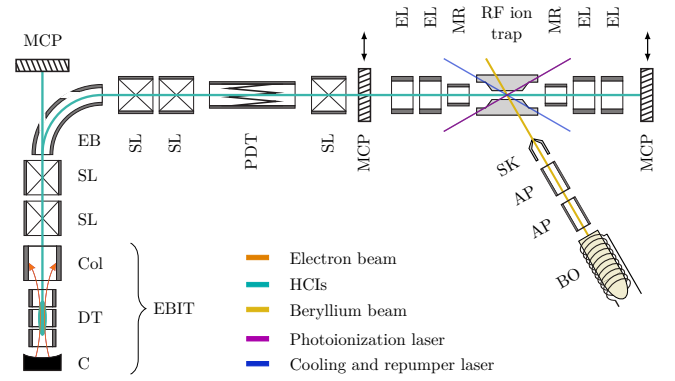 MCP
EB
SL
SL
Col
DT
C
EBIT
SL
SL
PDT
SL
MCP
EL
EL
MR
RF ion
trap
MR
EL
EL
MCP
SK
AP
AP
BO
Electron beam
HCIs
Beryllium beam
Photoionization laser
Cooling and repumper laser